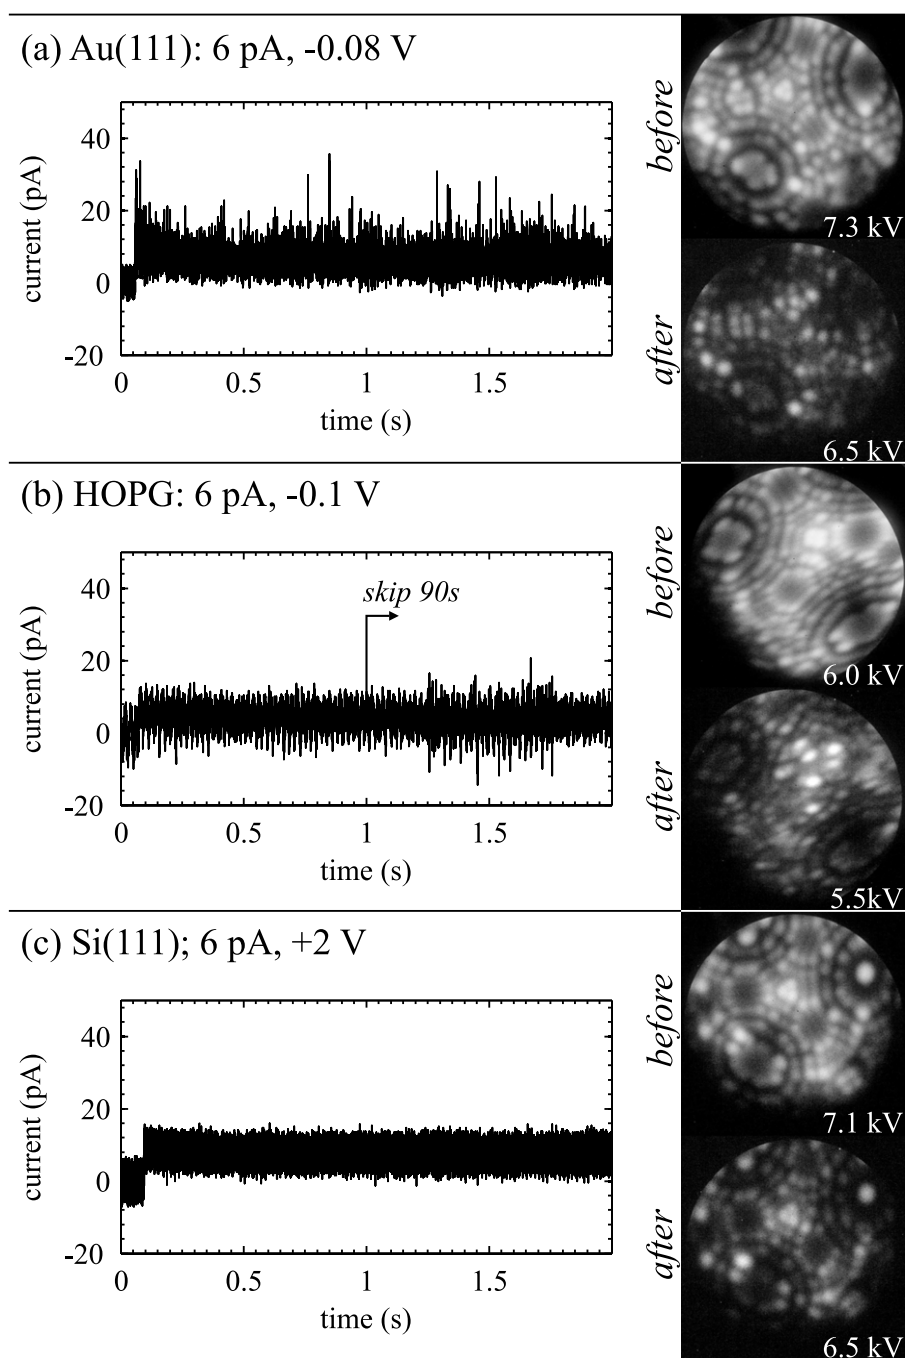 (a) Au(111): 6 pA, -0.08 V
before
40
20
0
-20
current (pA)
0
0.5
1
1.5
time (s)
7.3 kV
after
6.5 kV
(b) HOPG: 6 pA, -0.1 V
before
skip 90s
40
20
0
-20
current (pA)
0
0.5
1
1.5
time (s)
6.0 kV
after
5.5kV
(c) Si(111); 6 pA, +2 V
before
40
20
0
-20
current (pA)
0
0.5
1
1.5
time (s)
7.1 kV
after
6.5 kV